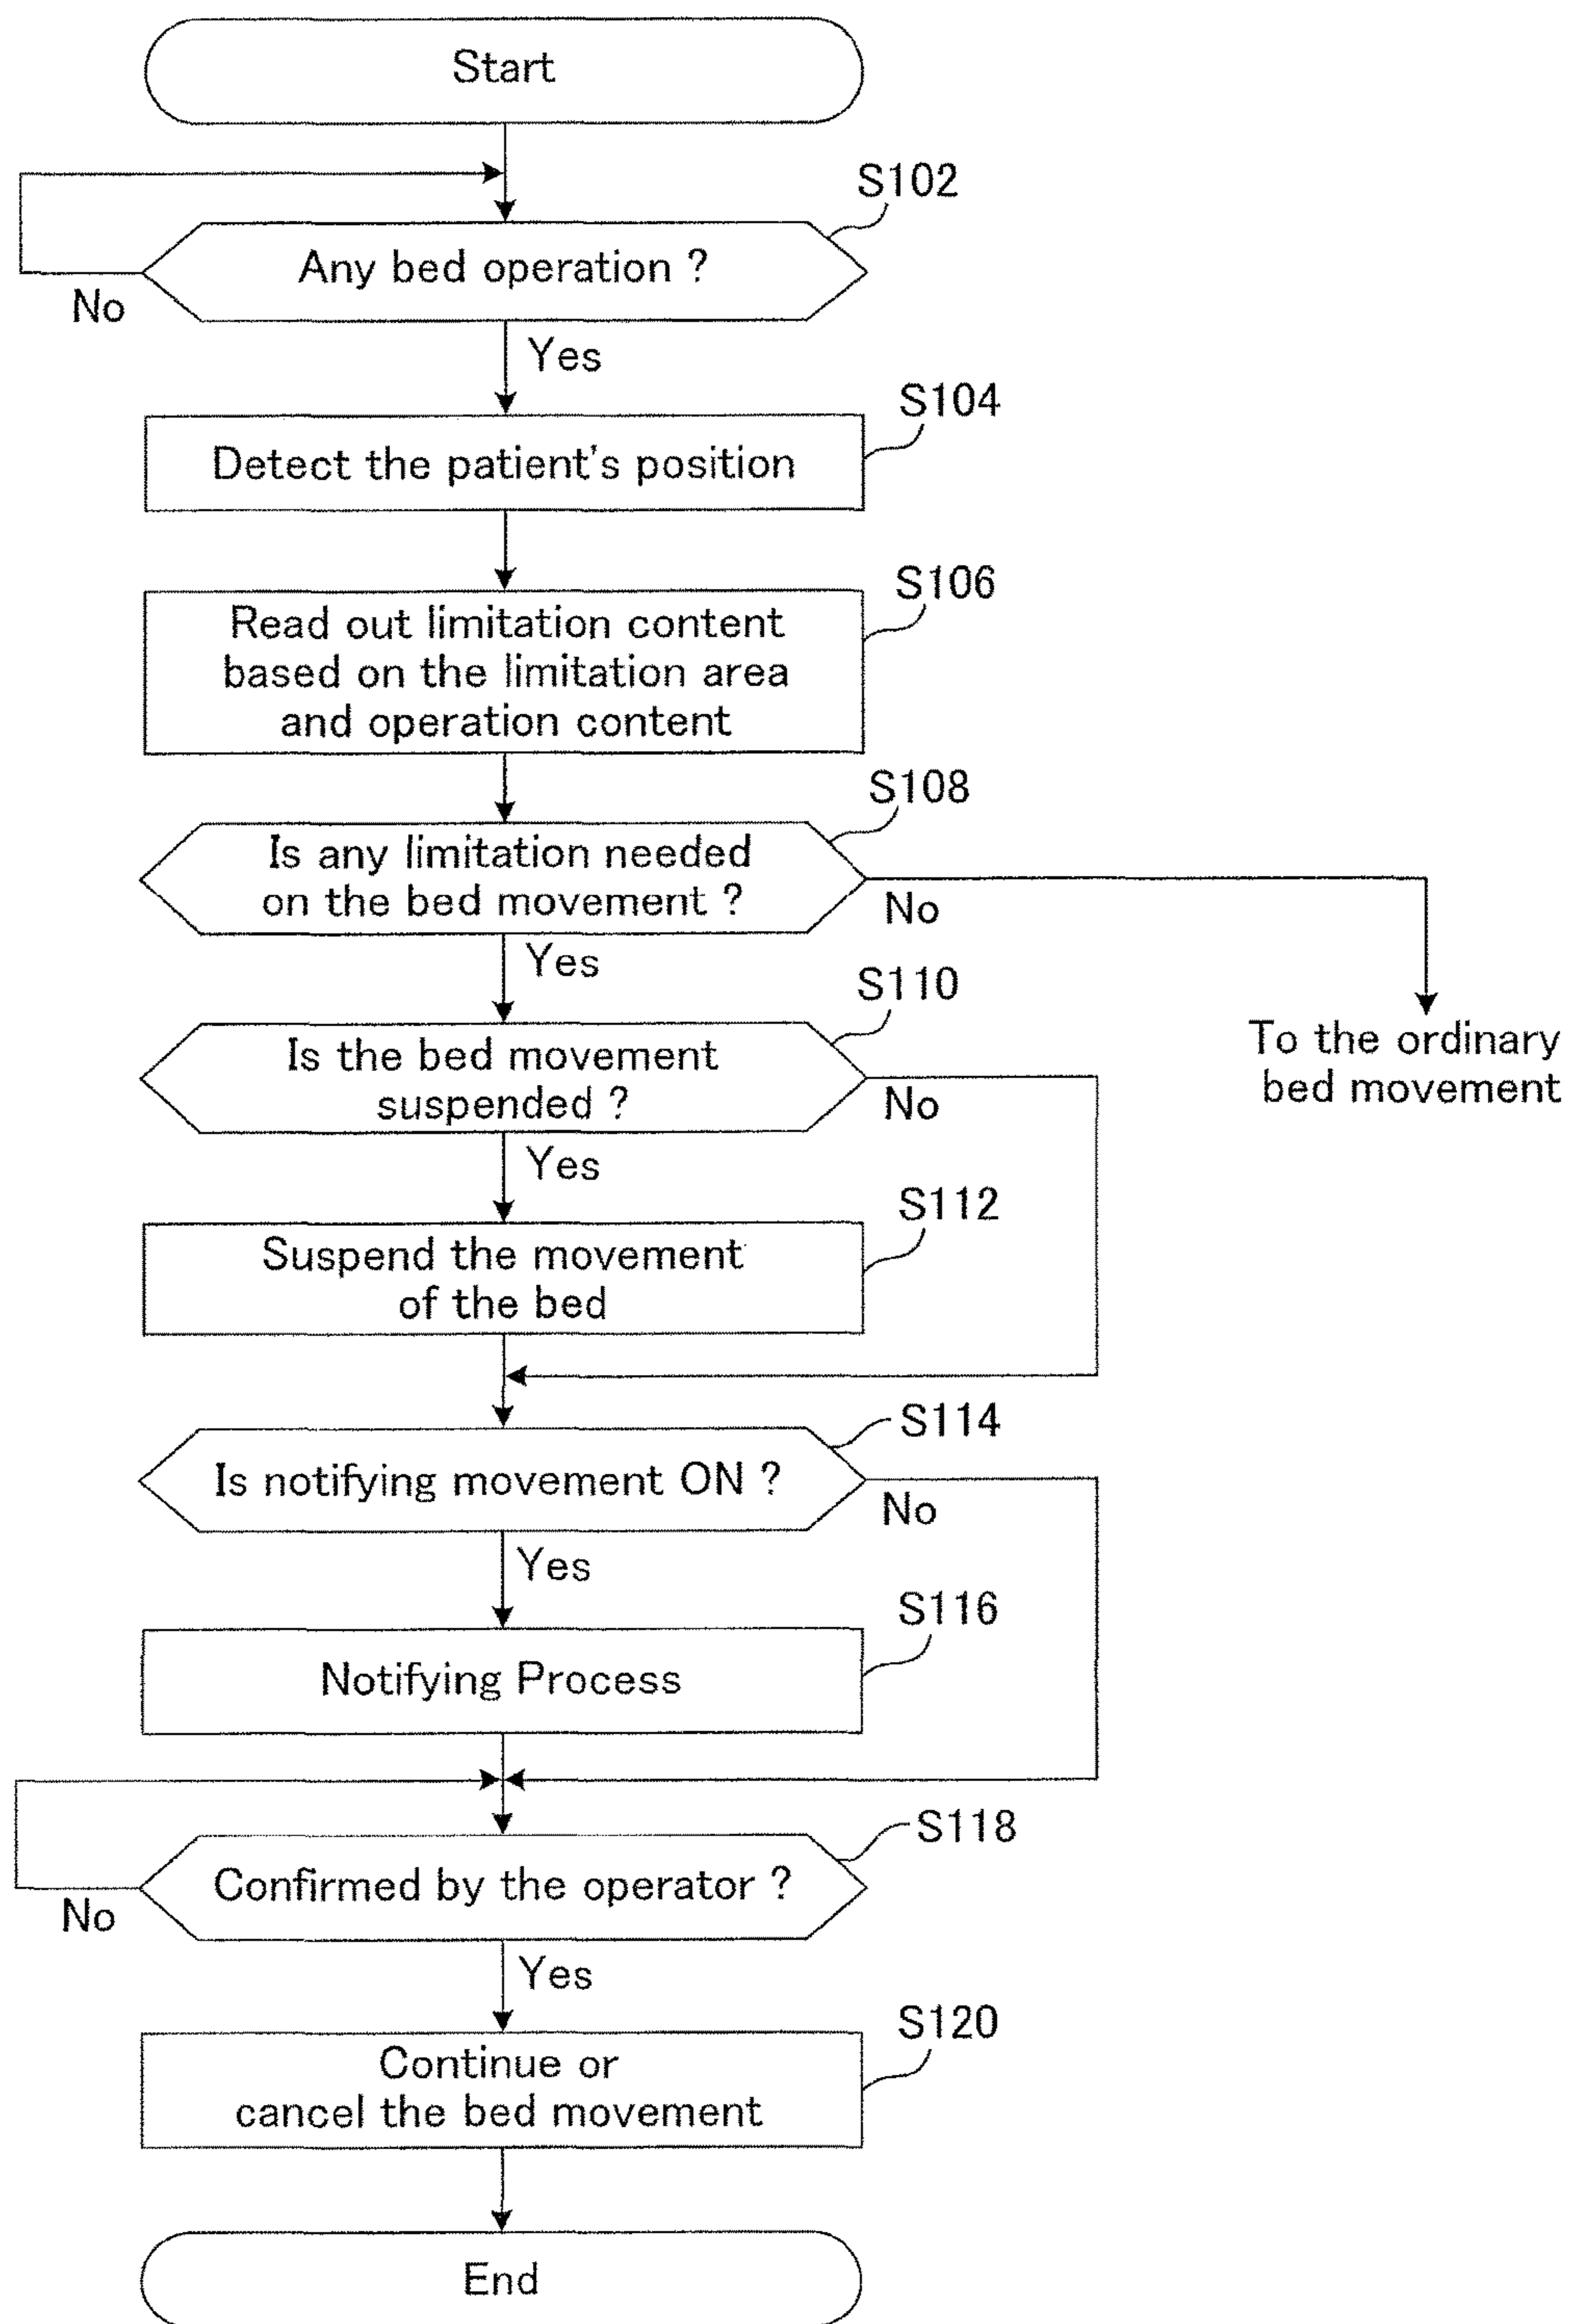 Start
S102
Any bed operation ?
No
Yes
S104
Detect the patient's position
S106
Read out limitation content
based on the limitation area
and operation content
S108
Is any limitation needed
on the bed movement ?
No
Yes
S110
To the ordinary
bed movement
Is the bed movement
suspended ?
No
Yes
S112
Suspend the movement
of the bed
S114
Is notifying movement ON ?
No
Yes
S116
Notifying Process
S118
Confirmed by the operator ?
No
Yes
S120
Continue or
cancel the bed movement
End